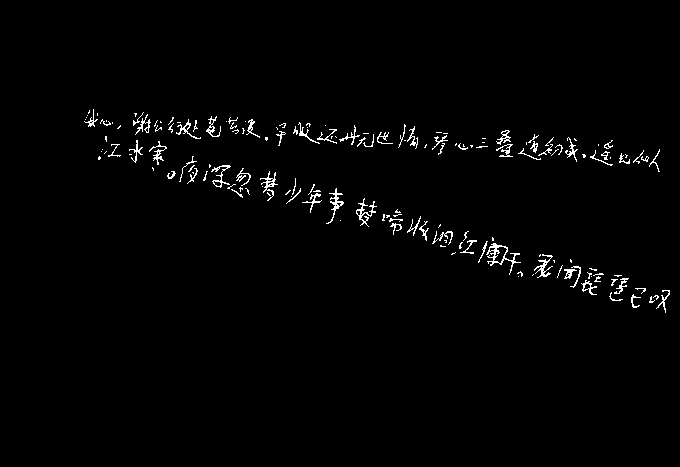 我心，谢公行处苍苔没。早服还丹无世情，琴心三叠道初成。遥见仙人
江水寒。夜深忽梦少年事，梦啼妆泪红阑干。我闻琵琶已叹